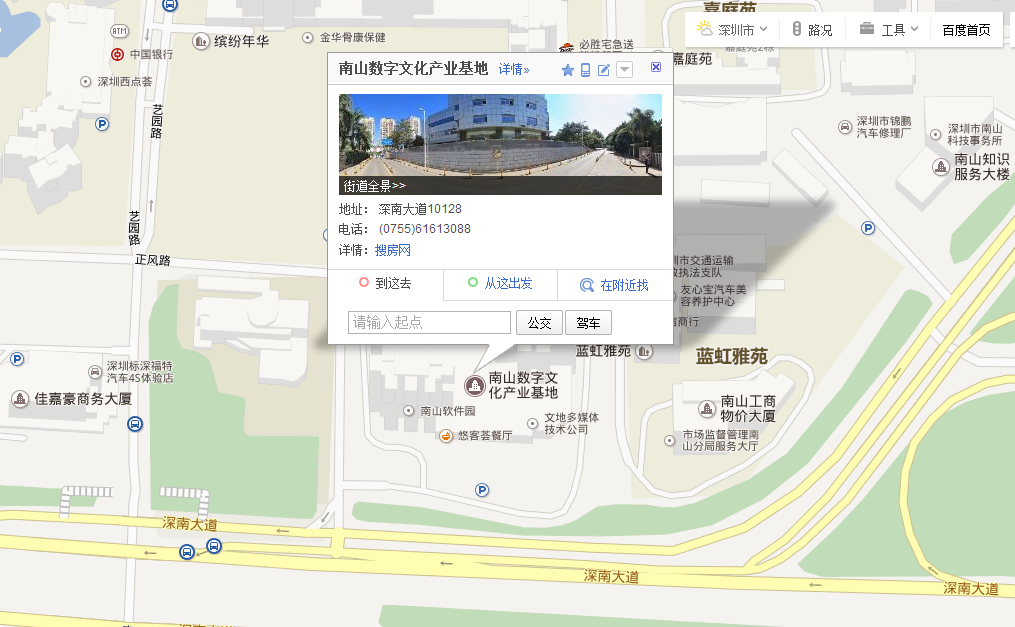 嘉庭苑
深圳市
路况
工具
百度首页
ATM
缤纷年华
金华骨康保健
必胜宅急送
中国银行
深圳西点荟
嘉庭苑
艺园路
南山数字文化产业基地
详情»
街道全景>>
地址： 深南大道10128
电话： (0755)61613088
详情：搜房网
到这去
从这出发
在附近找
请输入起点
公交
驾车
深圳市锦鹏
汽车修理厂
深圳市南山
科技事务所
南山知识
服务大楼
艺园路
正风路
圳市交通运输
执法支队
友心宝汽车美
容养护中心
商行
蓝虹雅苑
蓝虹雅苑
深圳标深福特
汽车4S体验店
佳嘉豪商务大厦
南山数字文
化产业基地
南山软件园
悠客荟餐厅
文地多媒体
技术公司
南山工商
物价大厦
市场监督管理南
山分局服务大厅
深南大道
深南大道
深南大道